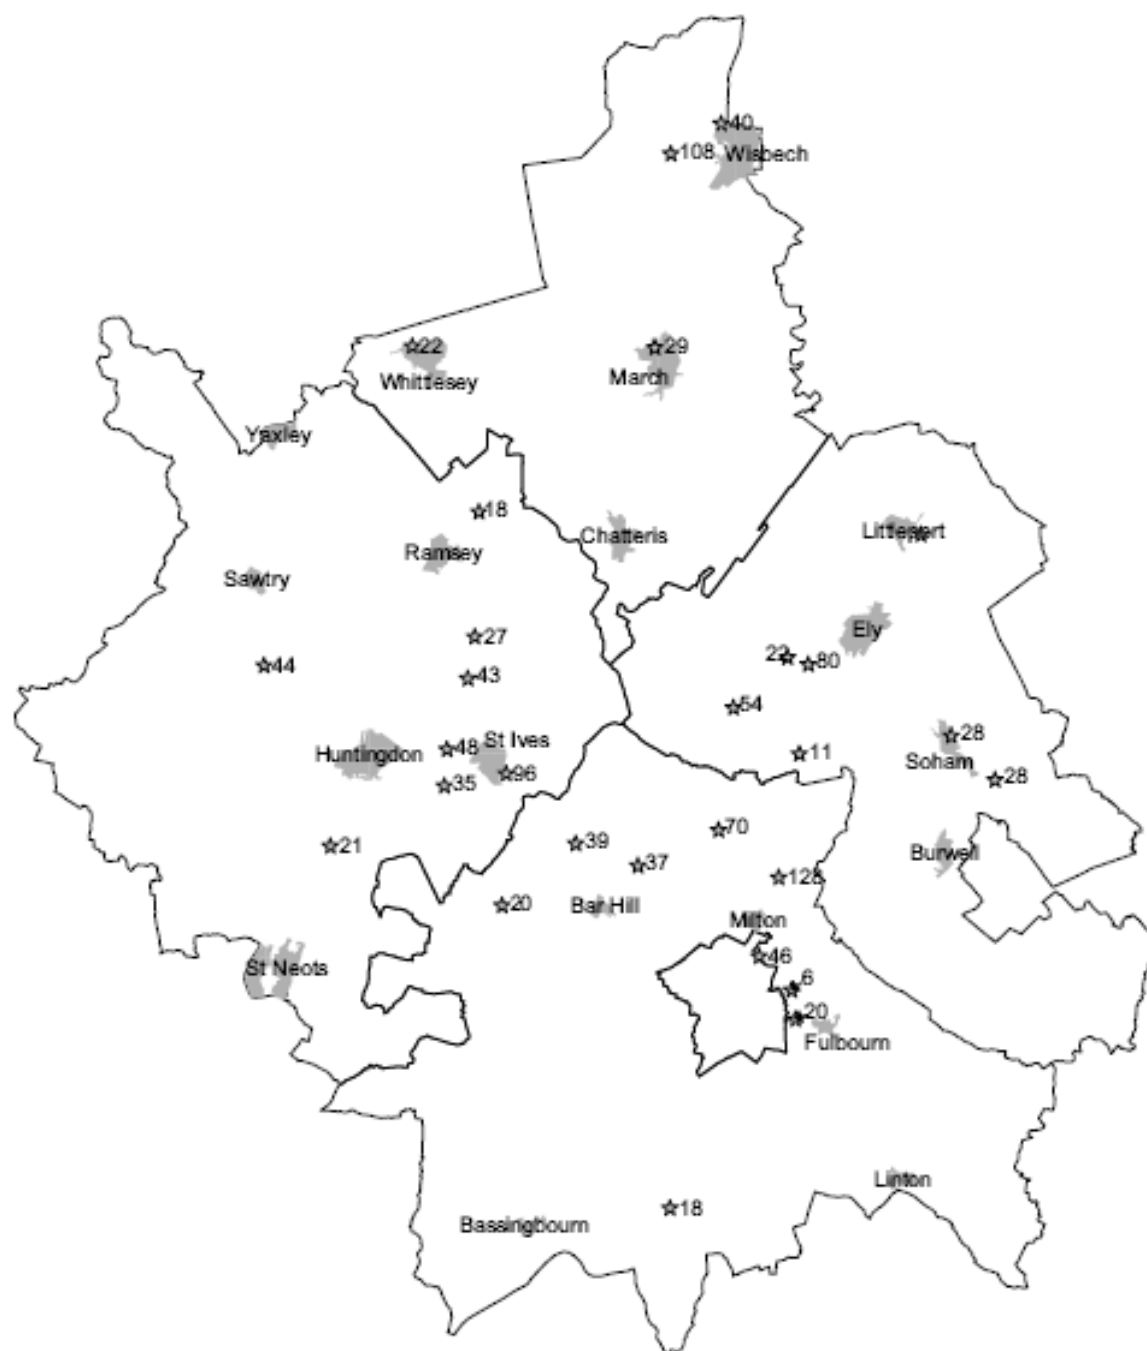 40
108
Wisbech
22
29
Whittlesey
March
Yaxley
18
Chatteris
Littleport
Ramsey
Sawtry
Ely
27
22
80
44
43
54
28
48
St Ives
Huntingdon
11
Soham
96
28
35
70
39
21
Burwell
37
128
20
Bar Hill
Milton
46
St Neots
6
20
Fulbourn
Linton
18
Bassingbourn